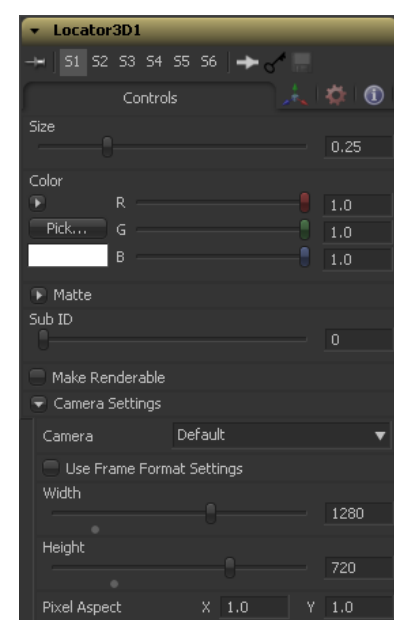 Locator3D1
S1 S2 S3 S4 S5 S6
Controls
Size
0.25
Color
R 1.0
Pick... G 1.0
B 1.0
Matte
Sub ID
0
Make Renderable
Camera Settings
Camera Default
Use Frame Format Settings
Width
1280
Height
720
Pixel Aspect X 1.0 Y 1.0